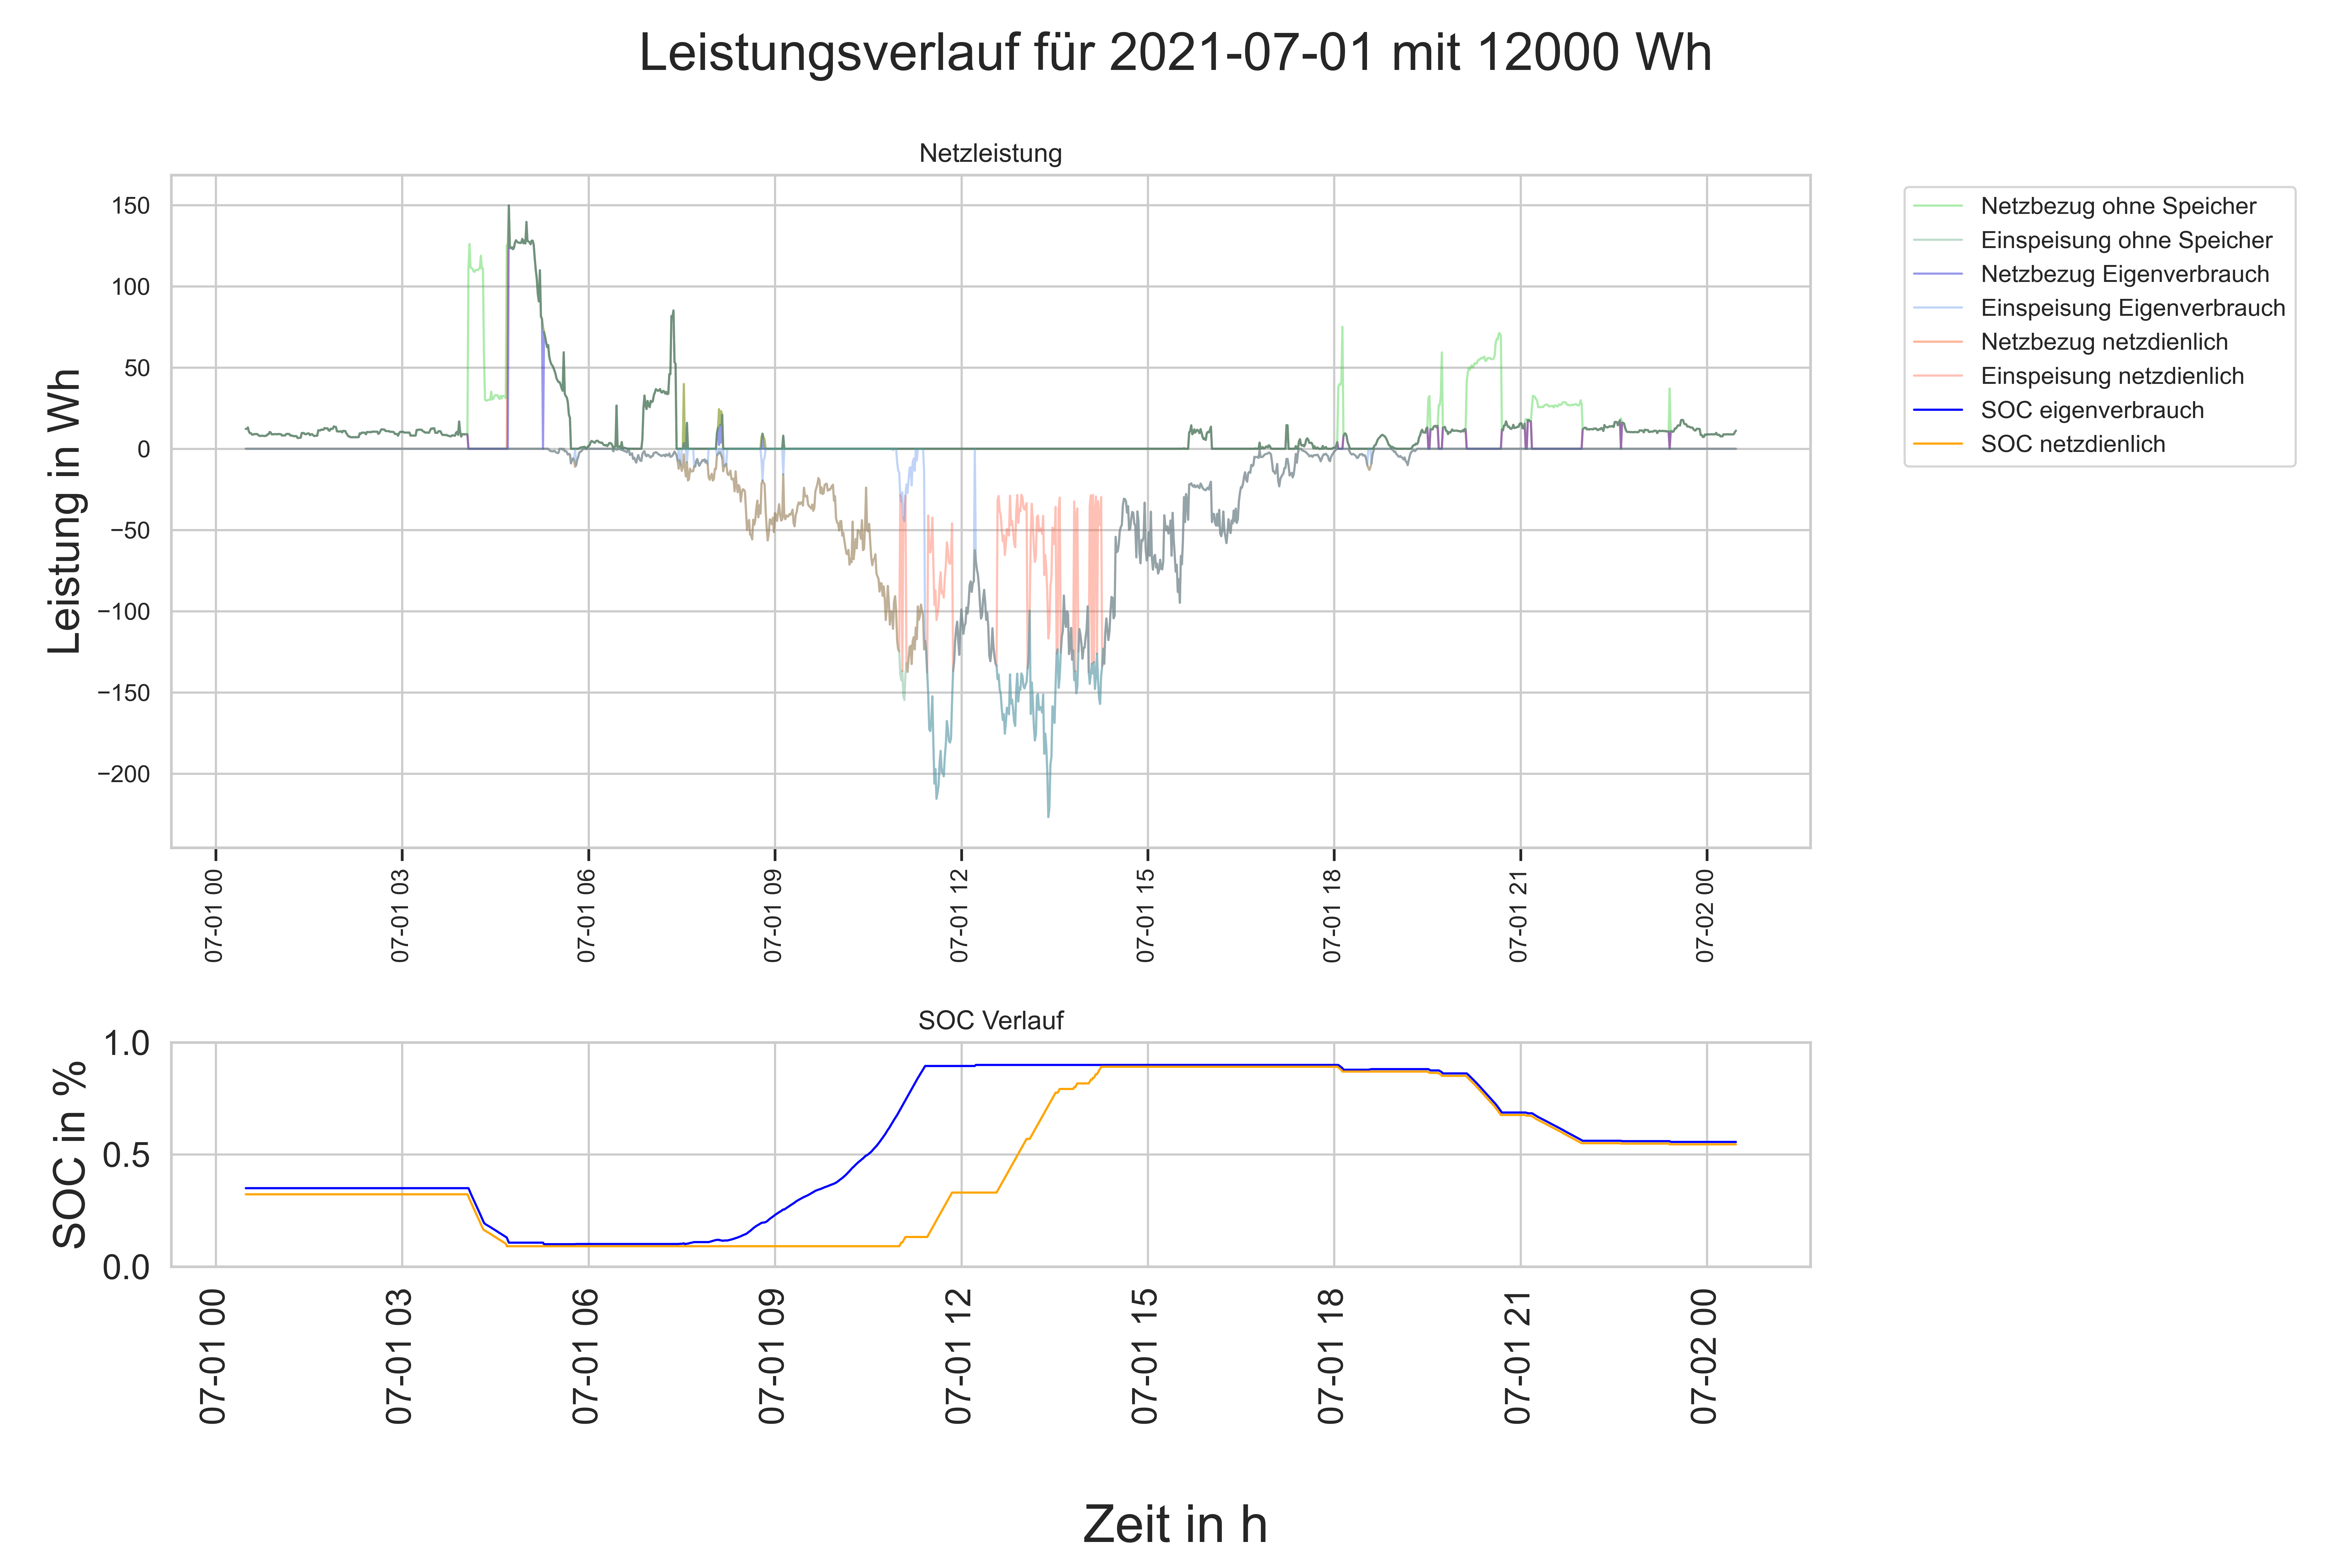 Leistungsverlauf für 2021-07-01 mit 12000 Wh
Netzleistung
Leistung in Wh
150
100
50
0
−50
−100
−150
−200
07-01 00
07-01 03
07-01 06
07-01 09
07-01 12
07-01 15
07-01 18
07-01 21
07-02 00
Netzbezug ohne Speicher
Einspeisung ohne Speicher
Netzbezug Eigenverbrauch
Einspeisung Eigenverbrauch
Netzbezug netzdienlich
Einspeisung netzdienlich
SOC eigenverbrauch
SOC netzdienlich
SOC Verlauf
SOC in %
1.0
0.5
0.0
07-01 00
07-01 03
07-01 06
07-01 09
07-01 12
07-01 15
07-01 18
07-01 21
07-02 00
Zeit in h